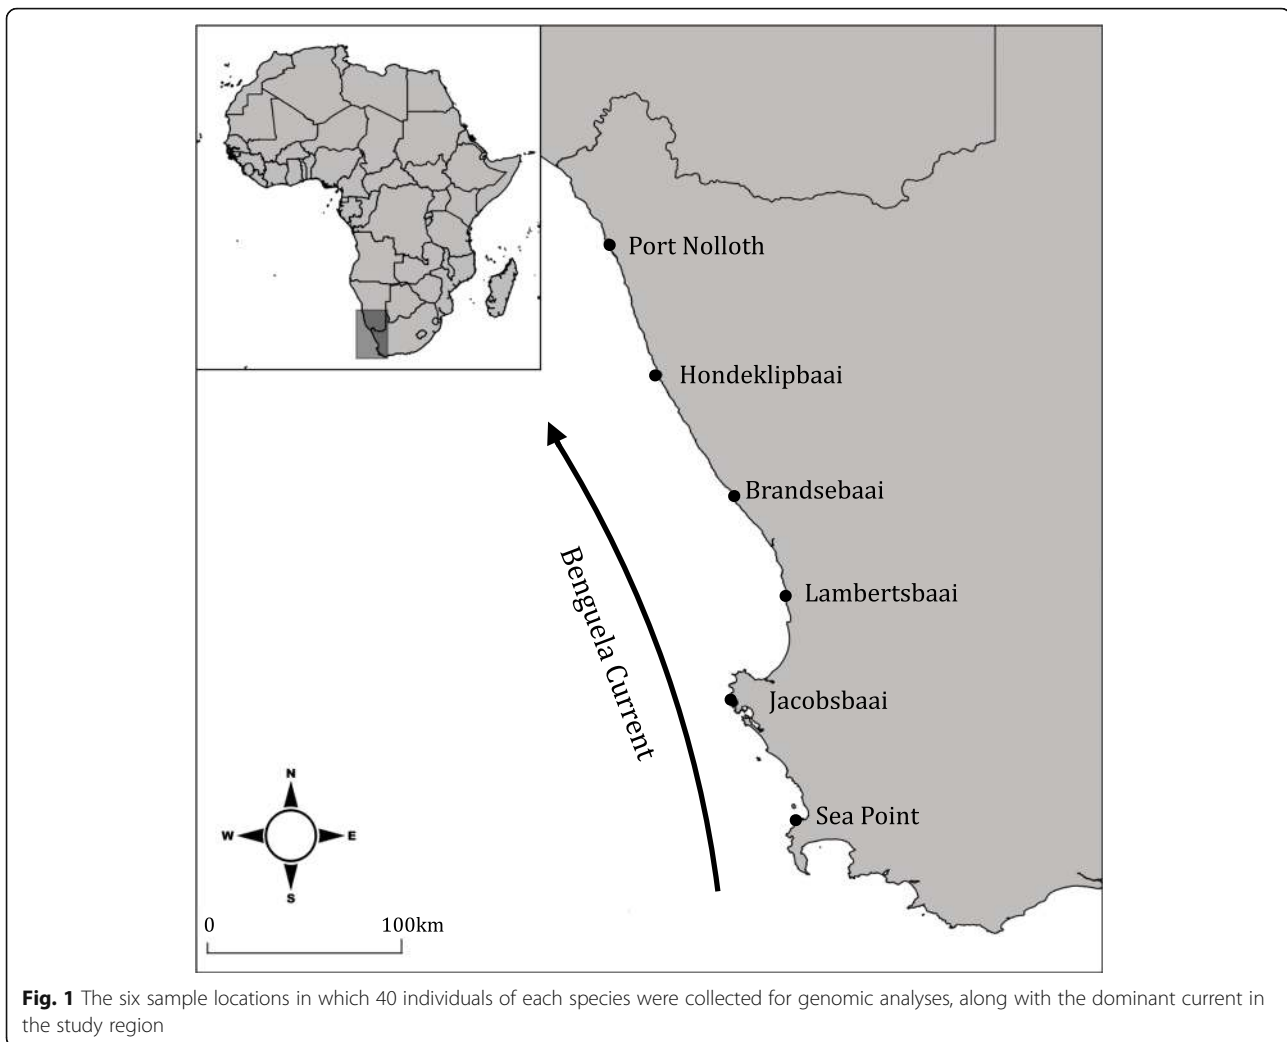 Port Nolloth
Hondeklipbaai
Brandsebaai
Lambertsbaai
Benguela Current
Jacobsbaai
Sea Point
N
W
E
S
0
100km
Fig. 1 The six sample locations in which 40 individuals of each species were collected for genomic analyses, along with the dominant current in
the study region